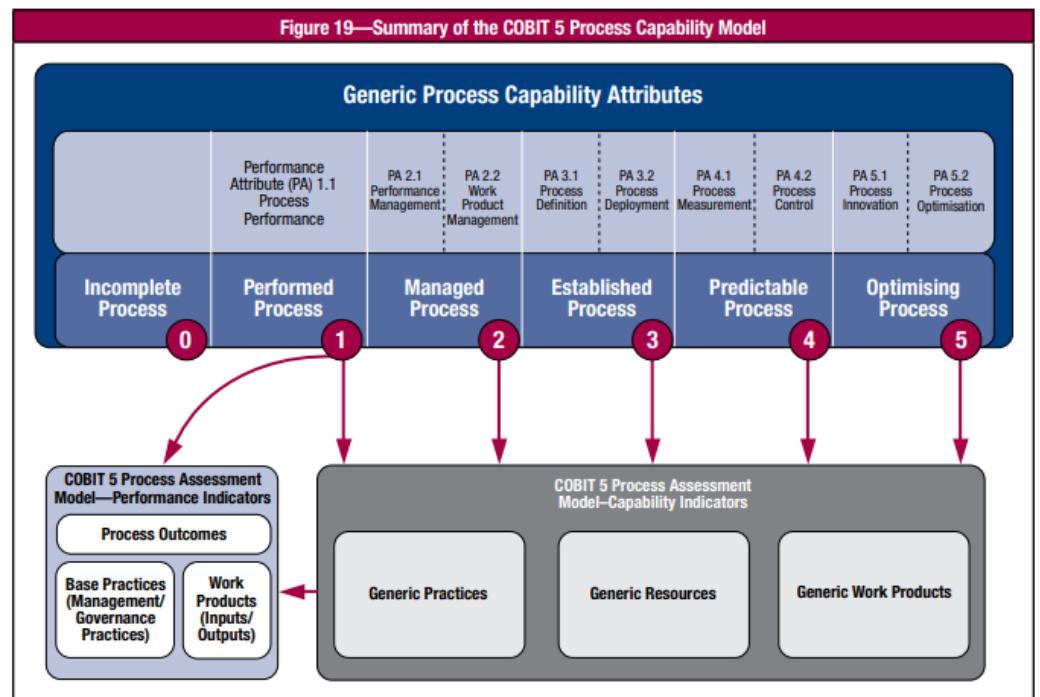 Figure 19—Summary of the COBIT 5 Process Capability Model
Generic Process Capability Attributes
Performance
Attribute (PA) 1.1
Process
Performance
PA 2.1
Performance
Management
PA 2.2
Work
Product
Management
PA 3.1
Process
Definition
PA 3.2
Process
Deployment
PA 4.1
Process
Measurement
PA 4.2
Process
Control
PA 5.1
Process
Innovation
PA 5.2
Process
Optimisation
Incomplete
Process
0
Performed
Process
1
Managed
Process
2
Established
Process
3
Predictable
Process
4
Optimising
Process
5
COBIT 5 Process Assessment
Model—Performance Indicators
Process Outcomes
Base Practices
(Management/
Governance
Practices)
Work
Products
(Inputs/
Outputs)
COBIT 5 Process Assessment
Model–Capability Indicators
Generic Practices
Generic Resources
Generic Work Products